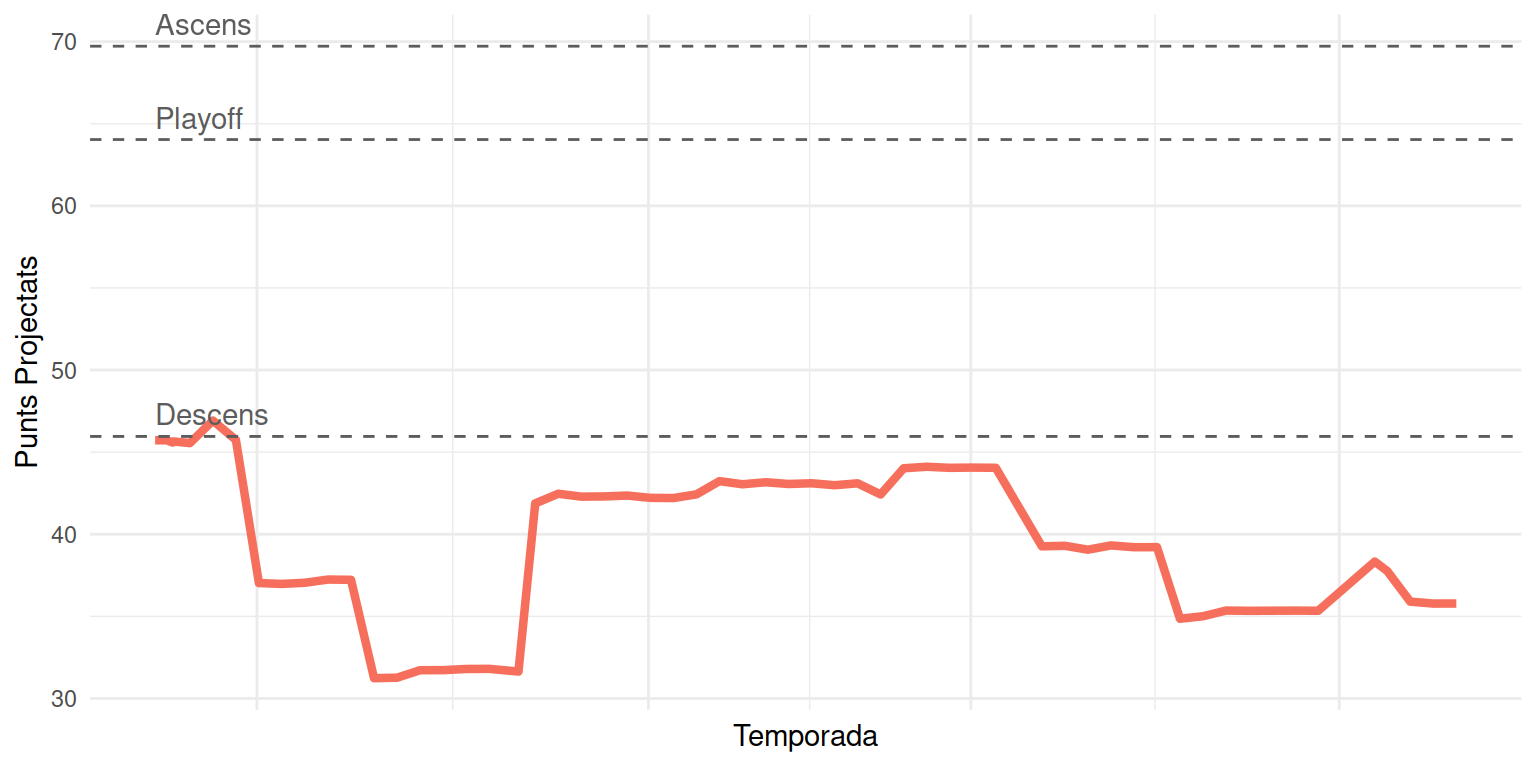 Ascens
70
Playoff
60
50
Descens
40
30
Punts Projectats
Temporada